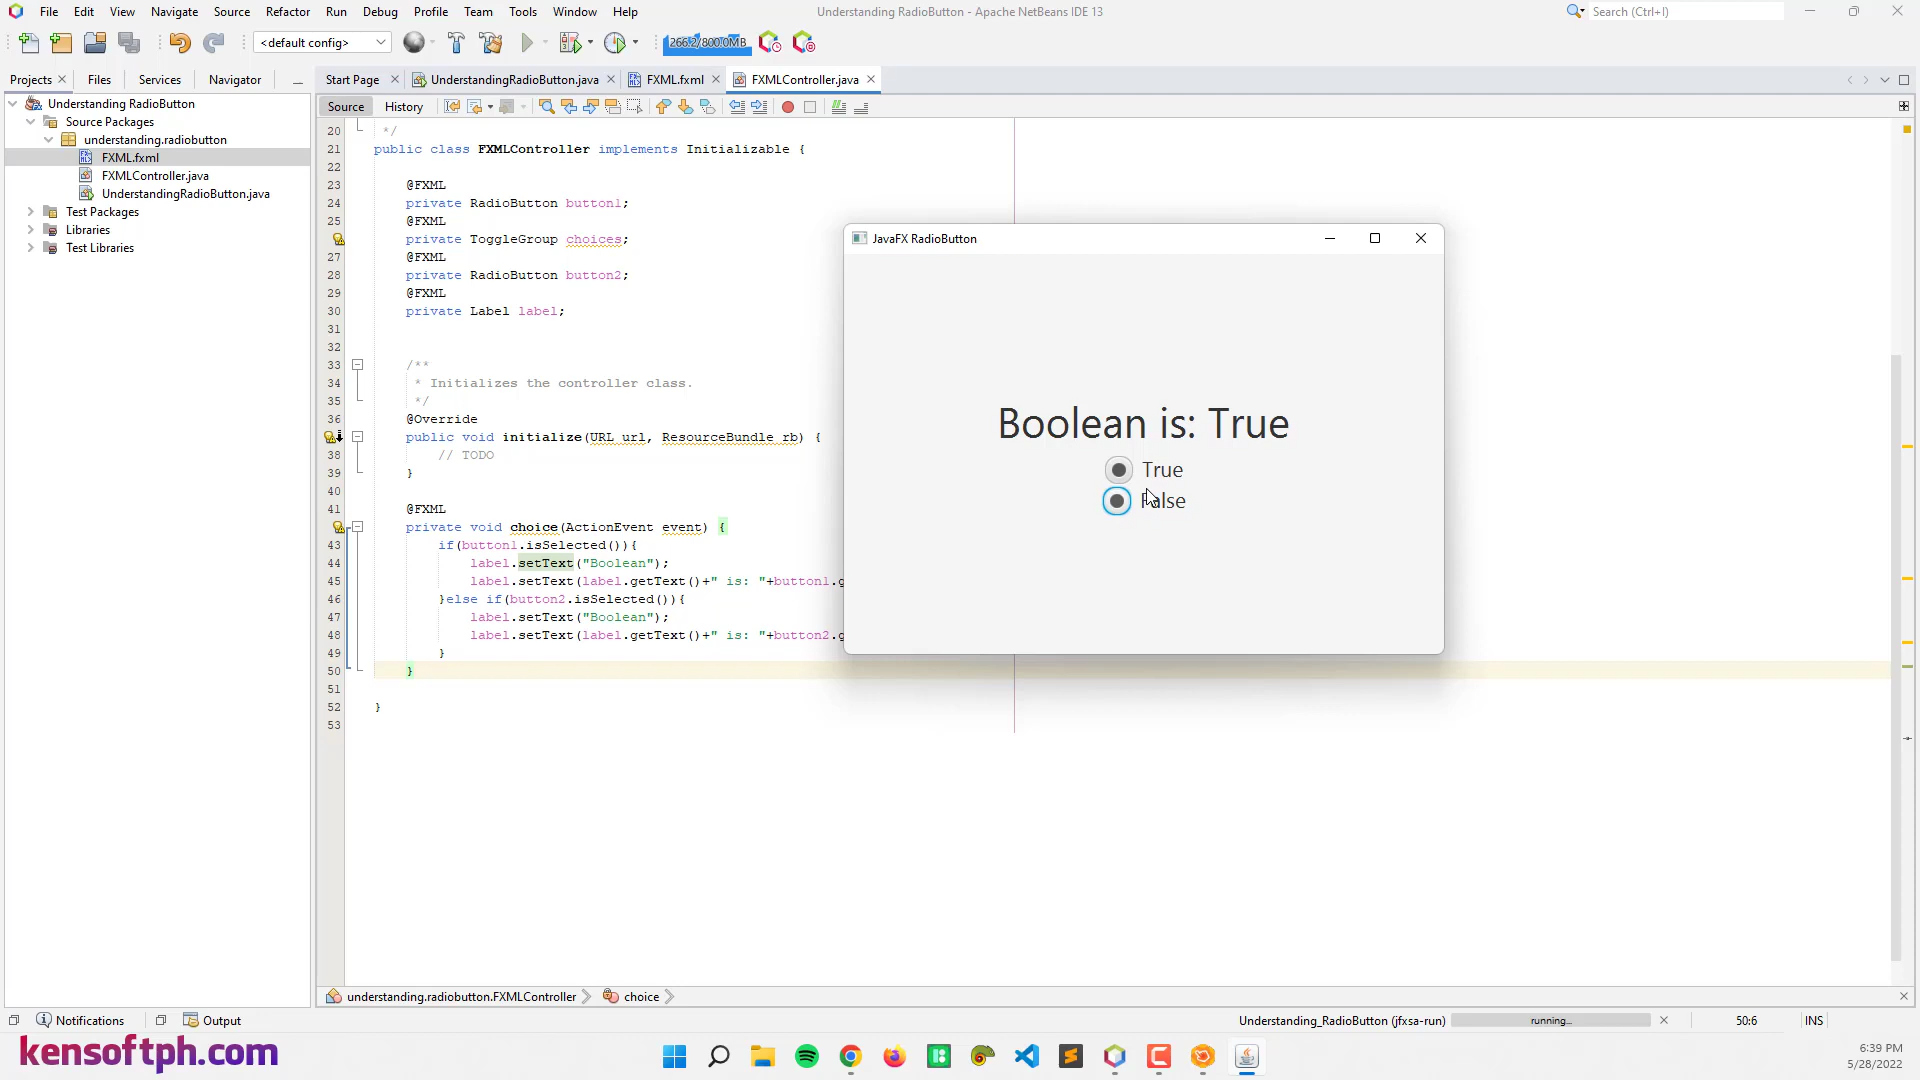 File Edit View Navigate Source Refactor Run Debug Profile Team Tools Window Help
Understanding RadioButton - Apache NetBeans IDE 13
Search (Ctrl+I)
<default config>
266.2/800.0MB
Projects Files Services Navigator
Start Page UnderstandingRadioButton.java FXML.fxml FXMLController.java
Source History
Understanding RadioButton
Source Packages
understanding.radiobutton
FXML.fxml
FXMLController.java
UnderstandingRadioButton.java
Test Packages
Libraries
Test Libraries
20 */
21 public class FXMLController implements Initializable {
22
23 @FXML
24 private RadioButton button1;
25 @FXML
private ToggleGroup choices;
27 @FXML
28 private RadioButton button2;
29 @FXML
30 private Label label;
31
32
33 /**
34 * Initializes the controller class.
35 */
36 @Override
public void initialize(URL url, ResourceBundle rb) {
38 // TODO
39 }
40
41 @FXML
private void choice(ActionEvent event) {
43 if(button1.isSelected()){
44 label.setText("Boolean");
45 label.setText(label.getText()+" is: "+button1.g
46 }else if(button2.isSelected()){
47 label.setText("Boolean");
48 label.setText(label.getText()+" is: "+button2.g
49 }
50 }
51
52 }
53
JavaFX RadioButton
Boolean is: True
True
False
understanding.radiobutton.FXMLController choice
Notifications Output
Understanding_RadioButton (jfxsa-run) running... 50:6 INS
kensoftph.com
6:39 PM
5/28/2022